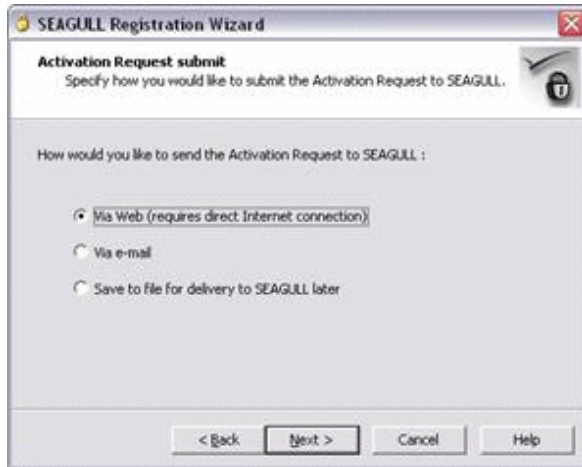 SEAGULL Registration Wizard
Activation Request submit
Specify how you would like to submit the Activation Request to SEAGULL.
How would you like to send the Activation Request to SEAGULL :
Via Web (requires direct Internet connection)
Via e-mail
Save to file for delivery to SEAGULL later
< Back
Next >
Cancel
Help